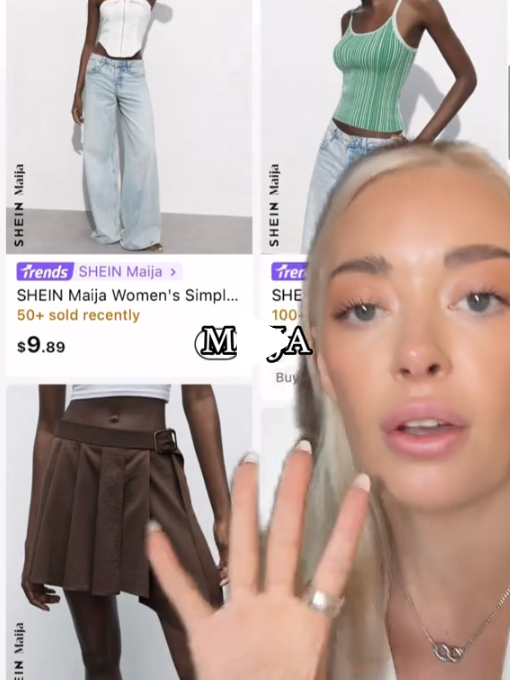 SHEIN Maija
SHEIN Maija
Trends SHEIN Maija >
SHEIN Maija Women's Simpl...
50+ sold recently
$9.89
SHE
100+
Buy
SHEIN Maija